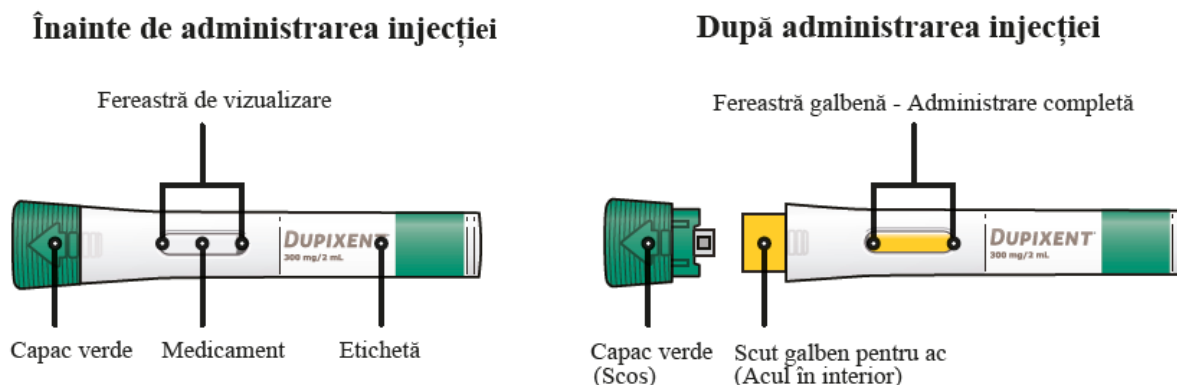 Înainte de administrarea injecției
Fereastră de vizualizare
DUPIXENT
300 mg/2 mL
Capac verde
Medicament
Etichetă
După administrarea injecției
Fereastră galbenă - Administrare completă
DUPIXENT
300 mg/2 mL
Capac verde
(Scos)
Scut galben pentru ac
(Acul în interior)